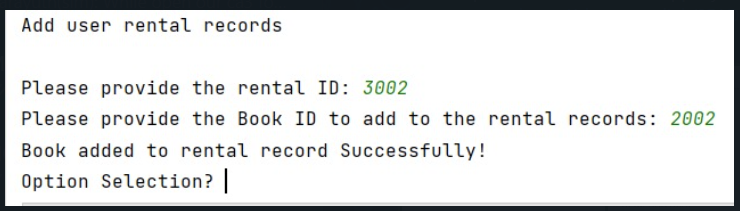 Add user rental records
Please provide the rental ID: 3002
Please provide the Book ID to add to the rental records: 2002
Book added to rental record Successfully!
Option Selection?